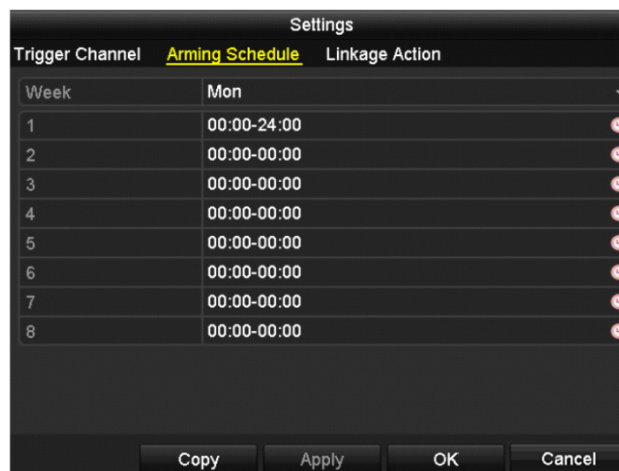 Settings
Trigger Channel Arming Schedule Linkage Action
Week Mon
1 00:00-24:00
2 00:00-00:00
3 00:00-00:00
4 00:00-00:00
5 00:00-00:00
6 00:00-00:00
7 00:00-00:00
8 00:00-00:00
Copy Apply OK Cancel